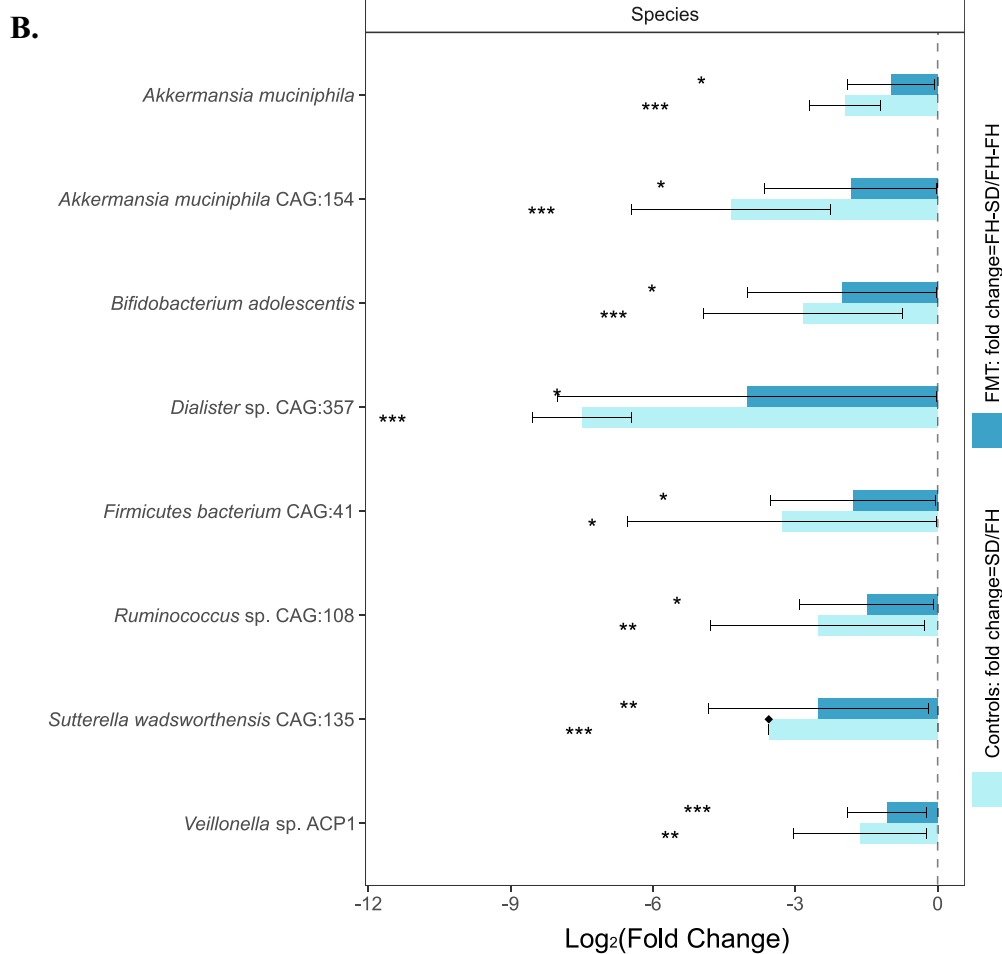 B.
Species
Akkermansia muciniphila
*
***
Akkermansia muciniphila CAG:154
*
***
Bifidobacterium adolescentis
*
***
Dialister sp. CAG:357
*
***
Firmicutes bacterium CAG:41
*
*
Ruminococcus sp. CAG:108
*
**
Sutterella wadsworthensis CAG:135
**
***
Veillonella sp. ACP1
***
**
-12 -9 -6 -3 0
Log₂(Fold Change)
FMT: fold change=FH-SD/FH-FH
Controls: fold change=SD/FH